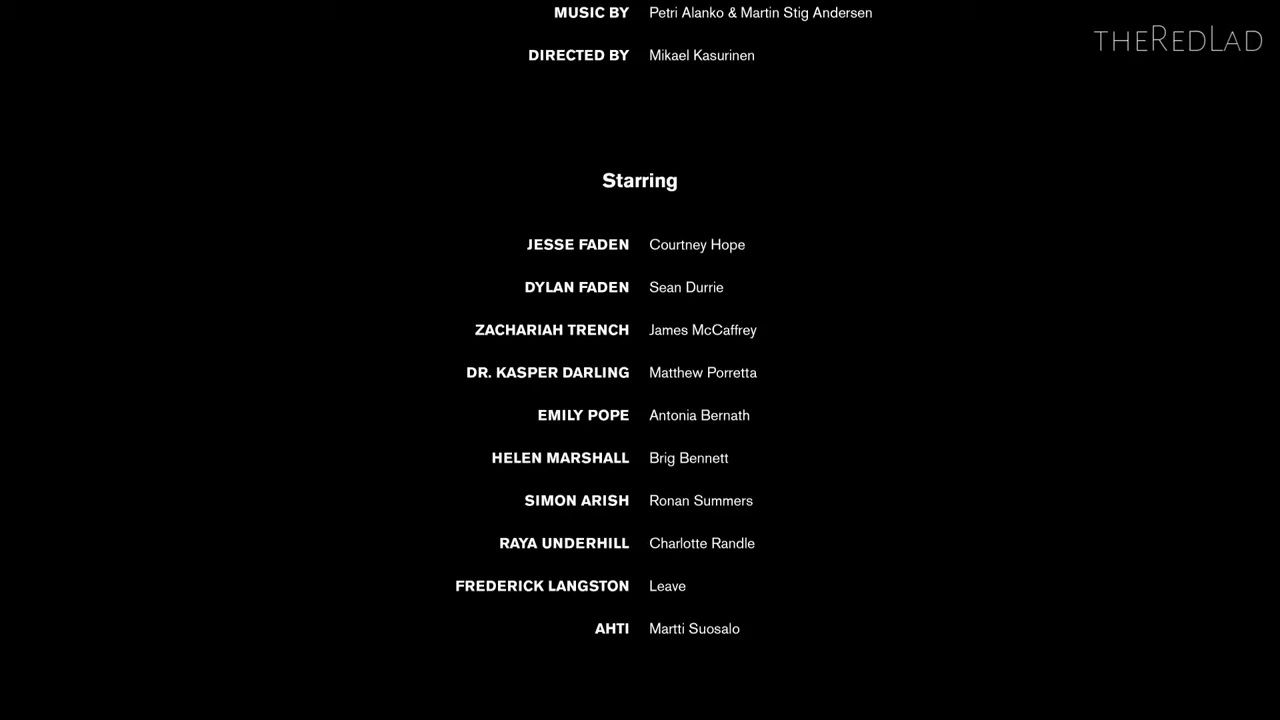 MUSIC BY Petri Alanko & Martin Stig Andersen
theRedLad
DIRECTED BY Mikael Kasurinen
Starring
JESSE FADEN Courtney Hope
DYLAN FADEN Sean Durrie
ZACHARIAH TRENCH James McCaffrey
DR. KASPER DARLING Matthew Porretta
EMILY POPE Antonia Bernath
HELEN MARSHALL Brig Bennett
SIMON ARISH Ronan Summers
RAYA UNDERHILL Charlotte Randle
FREDERICK LANGSTON Leave
AHTI Martti Suosalo